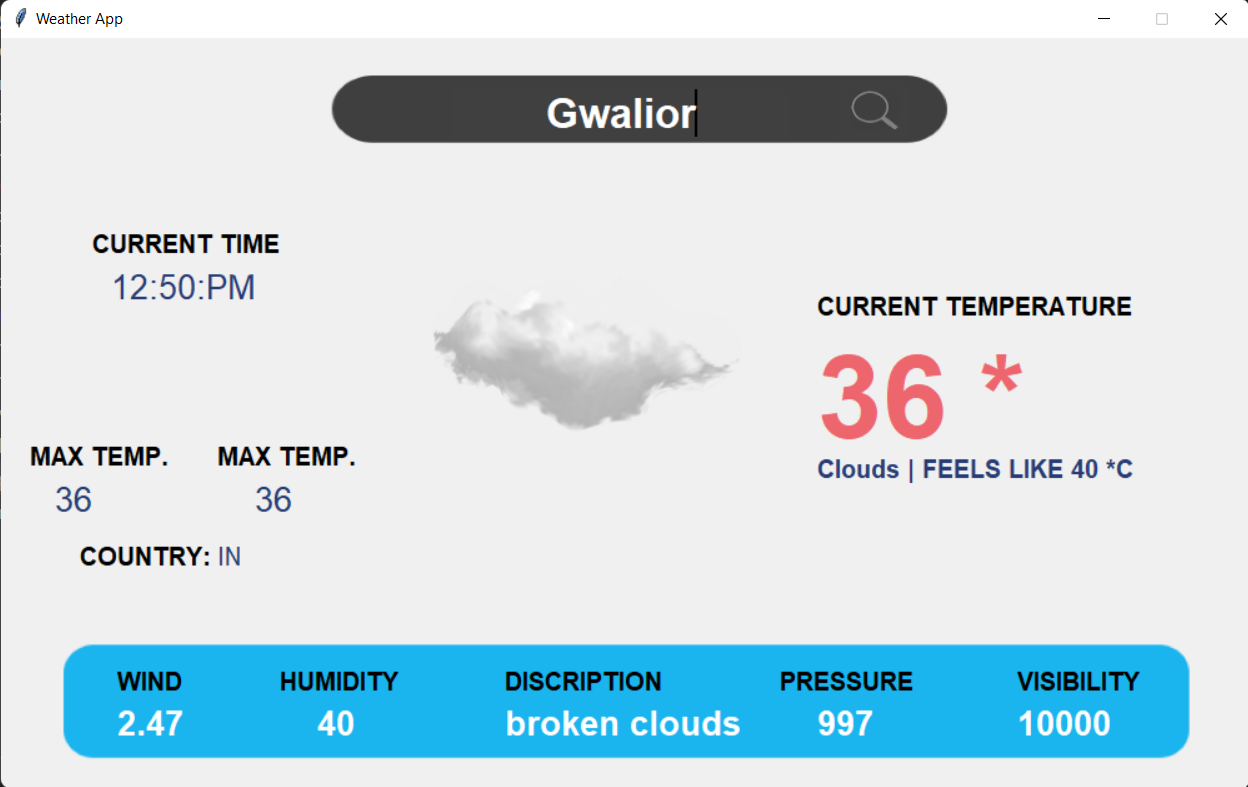 Weather App
Gwalior
CURRENT TIME
12:50:PM
CURRENT TEMPERATURE
36 *
Clouds | FEELS LIKE 40 *C
MAX TEMP. MAX TEMP.
36 36
COUNTRY: IN
WIND HUMIDITY DISCRIPTION PRESSURE VISIBILITY
2.47 40 broken clouds 997 10000